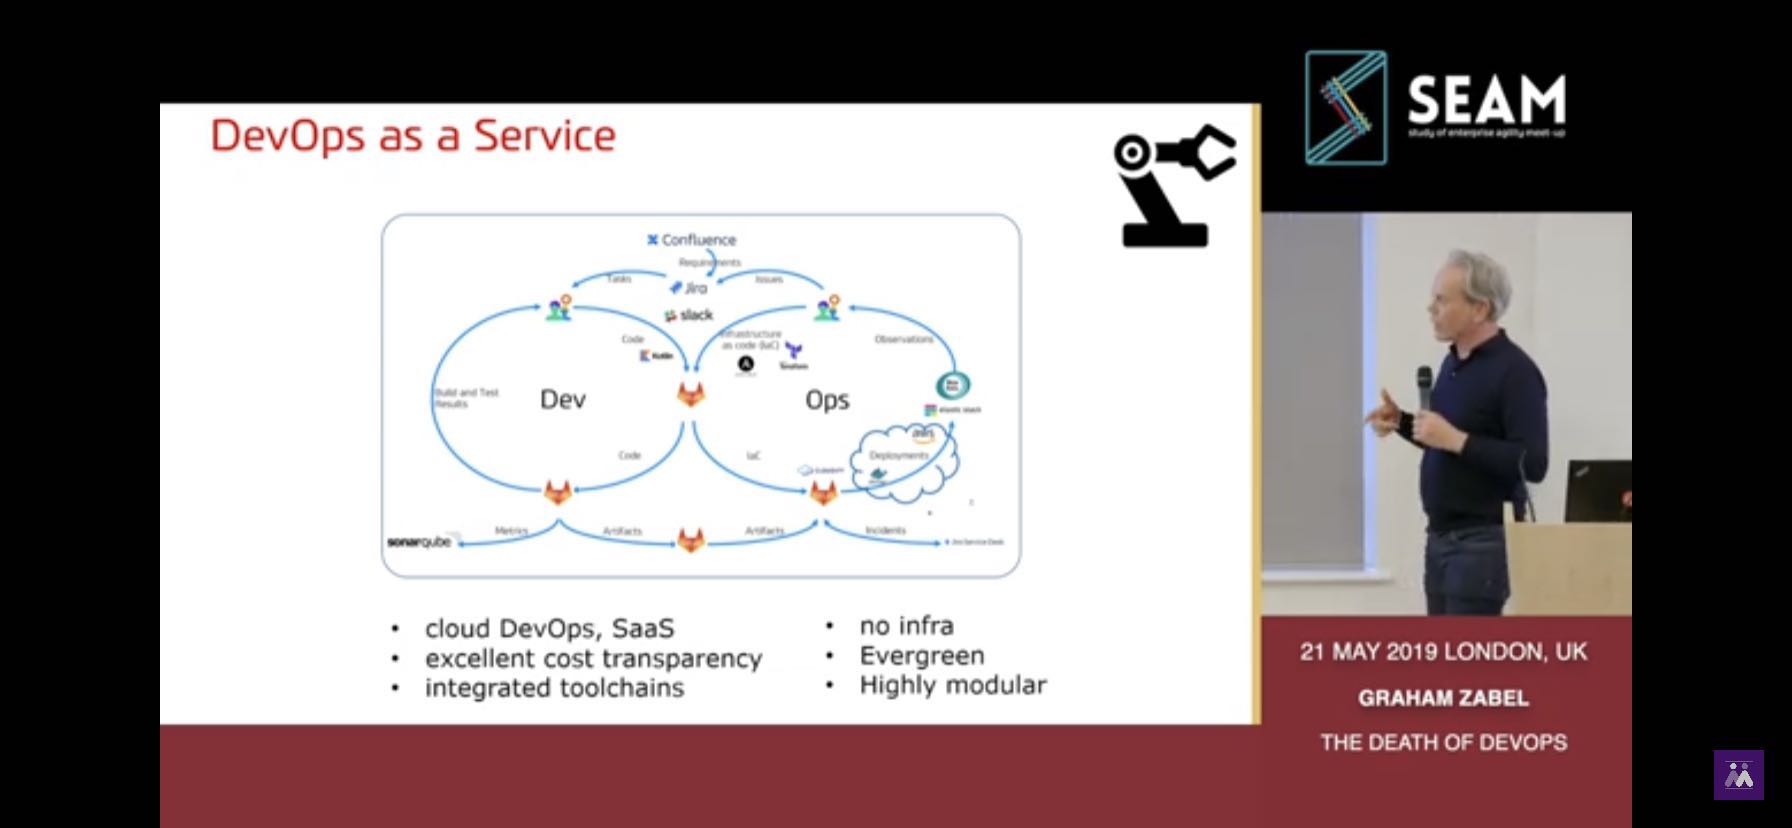 DevOps as a Service
SEAM
study of enterprise agility meet-up
Confluence
Requirements
Tasks
Issues
Jira
slack
Code
Kotlin
Infrastructure
as code (IaC)
Terraform
Observations
Build and Test
Results
Dev
Ops
elastic stack
aws
Code
IaC
Deployments
sonarqube
Metrics
Artifacts
Artifacts
Incidents
Jira Service Desk
• cloud DevOps, SaaS
• excellent cost transparency
• integrated toolchains
• no infra
• Evergreen
• Highly modular
21 MAY 2019 LONDON, UK
GRAHAM ZABEL
THE DEATH OF DEVOPS